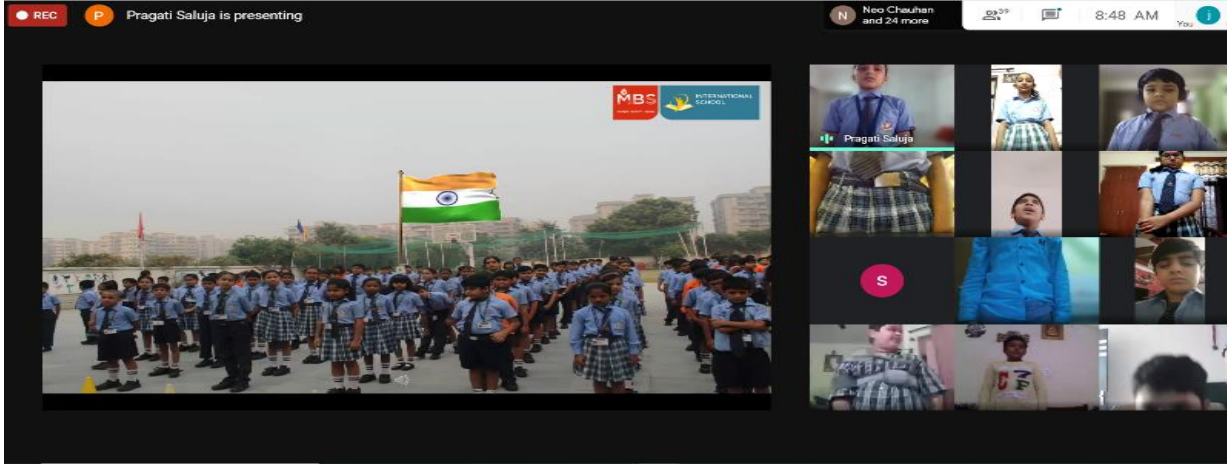 REC
P
Pragati Saluja is presenting
N
Neo Chauhan
and 24 more
39
8:48 AM
You
j
MBS
INTERNATIONAL
SCHOOL
Pragati Saluja
S